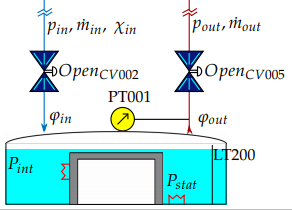 p_in, ṁ_in, χ_in
p_out, ṁ_out
Open_CV002
Open_CV005
PT001
φ_in
φ_out
LT200
P_int
P_stat